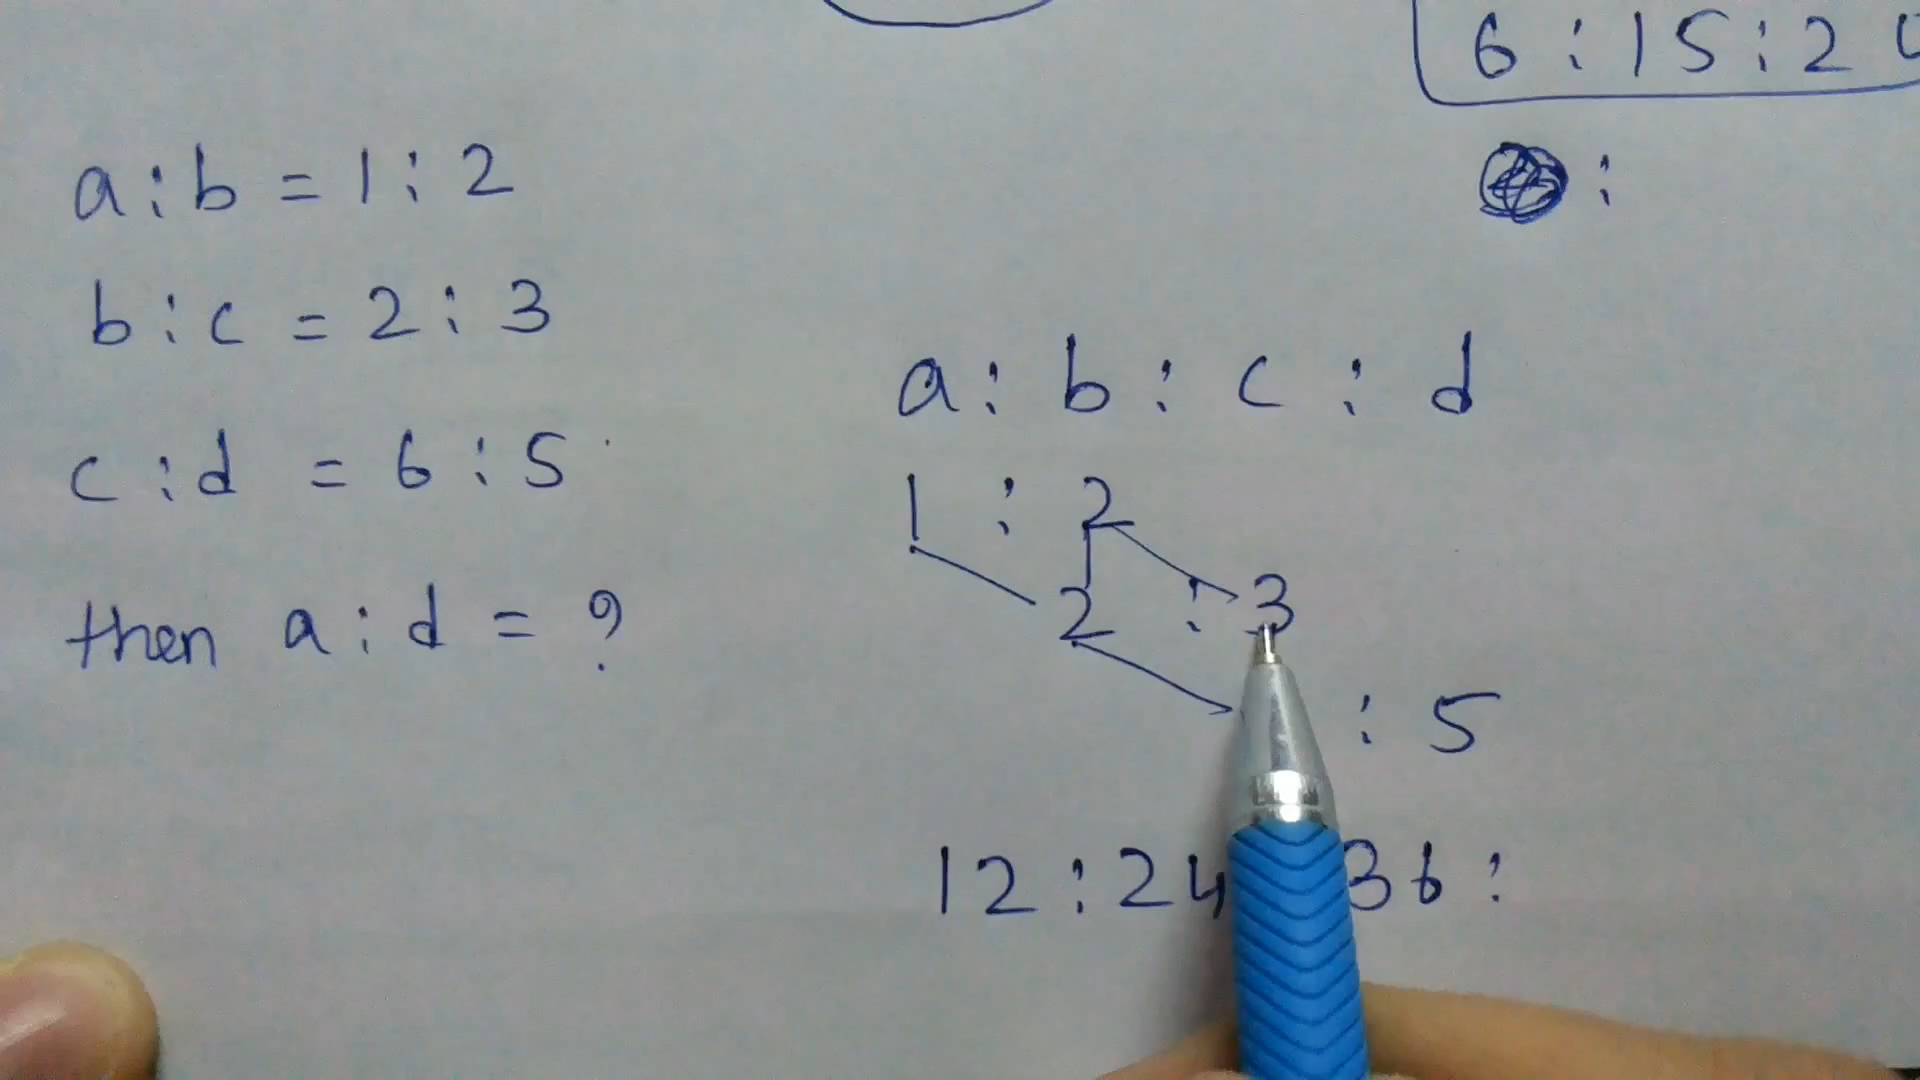 6 : 15 : 2
:
a : b = 1 : 2
b : c = 2 : 3
c : d = 6 : 5
then a : d = ?
a : b : c : d
1 : 2
2 : 3
: 5
12 : 24 36 :